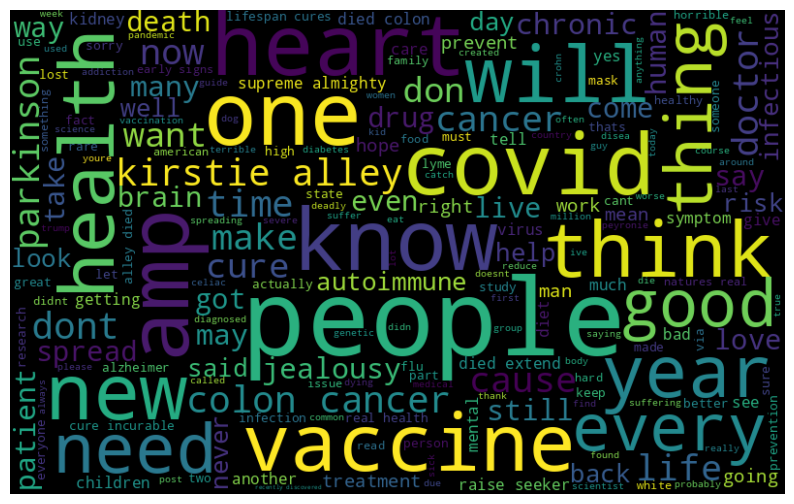 kidney lifespan cures died colon day chronic horrible feel
week pandemic death heart care created crohn
way use used sorry now prevent yes human
lost addiction early signs family will mask anything thing
health many supreme almighty don come doctor infectious
something well one drug cancer someone
fact guide women often healthy
science vaccination dog hope kid food must thats
rare want tell country today
parkinson youre american high terrible diabetes lyme guy course
take kirstie alley covid disea around say
brain state catch cant worse last
time deadly even right live work mean risk
spreading suffer eat million peyronie symptom give
alley died trump severe virus
look make know help think
let amp cure got live
great celiac actually doesnt reduce natures real
didnt getting autoimmune study first man much die true
dont diagnosed people diet good
research got may genetic didn group saying via bad love
spread said jealousy flu died extend body made
please alzheimer part hard sure
patient called issue dying cause year
everyone always new medical thank keep suffering better see
colon cancer still find prevention
cure incurable infection common real health mental every
need never read person found really
vaccine sick back life going
children post two another treatment due raise seeker white probably
recently discovered scientist